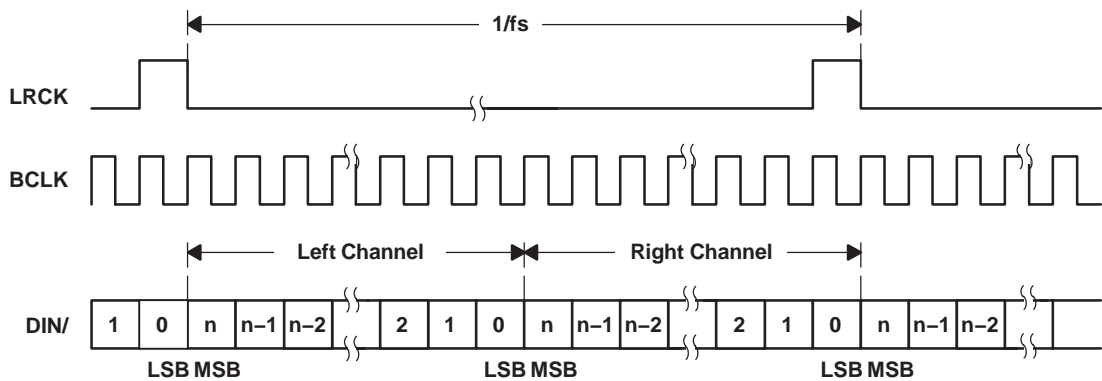 1/fs
LRCK
BCLK
Left Channel Right Channel
DIN/ 1 0 n n–1 n–2 2 1 0 n n–1 n–2 2 1 0 n n–1 n–2
LSB MSB LSB MSB LSB MSB